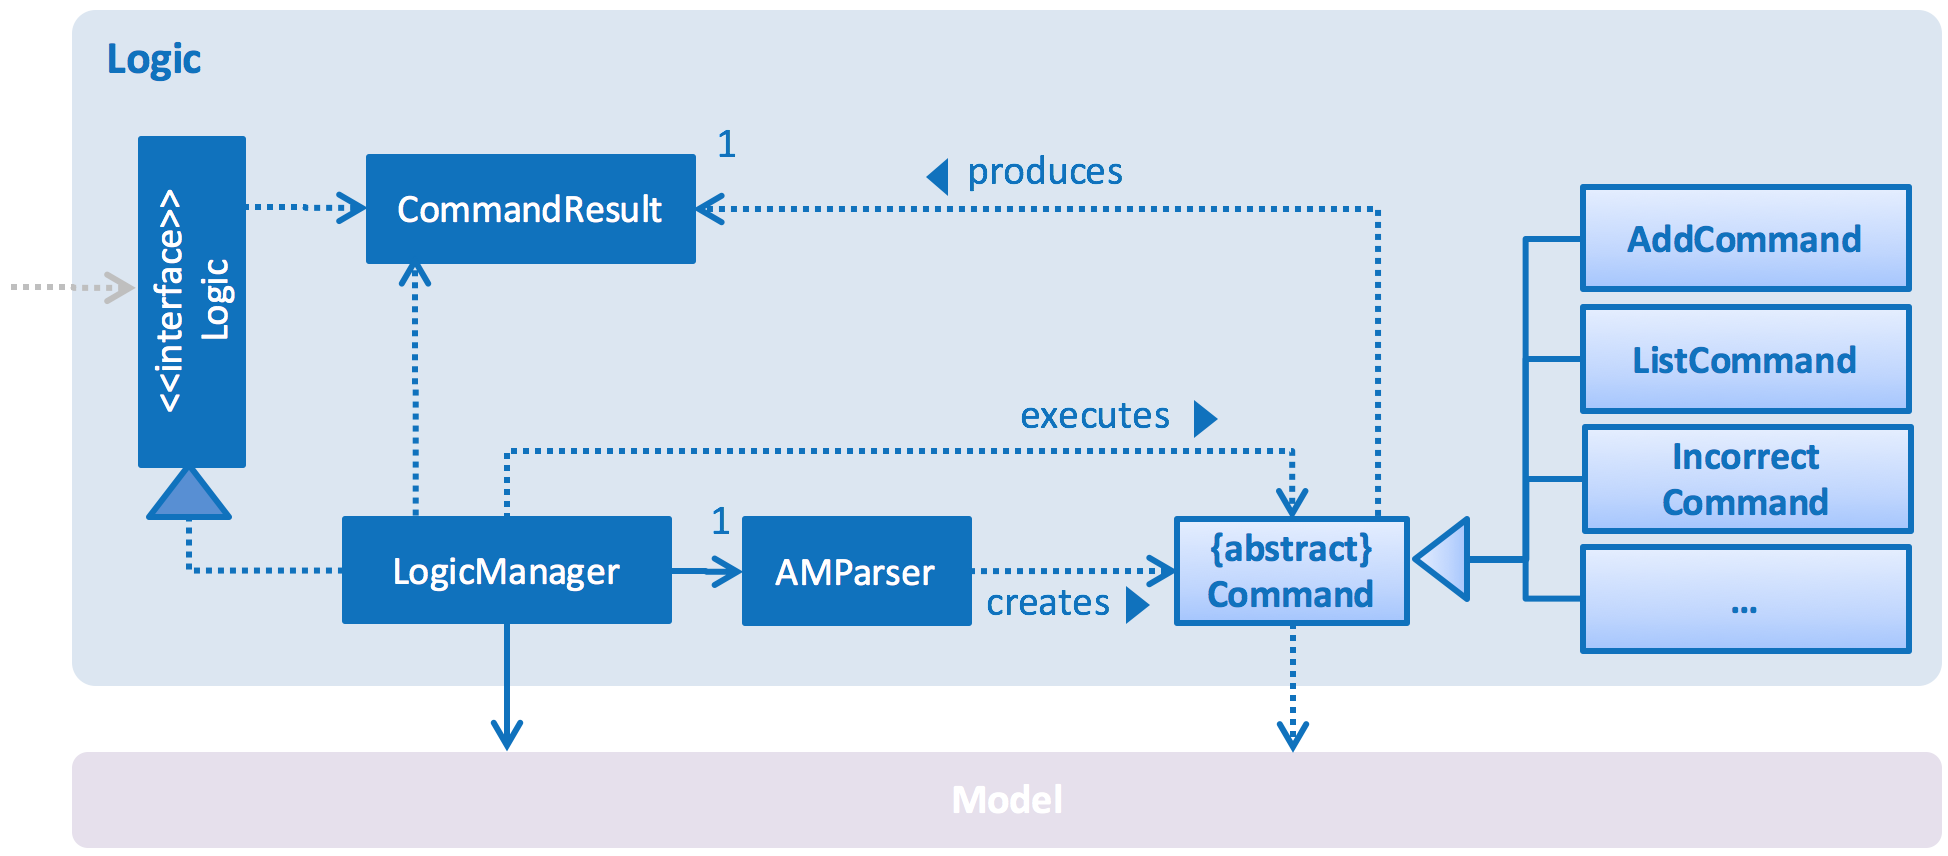 Logic
1
produces
<<interface>>
Logic
CommandResult
AddCommand
ListCommand
executes
Incorrect
Command
1
LogicManager
AMParser
creates
{abstract}
Command
...
Model